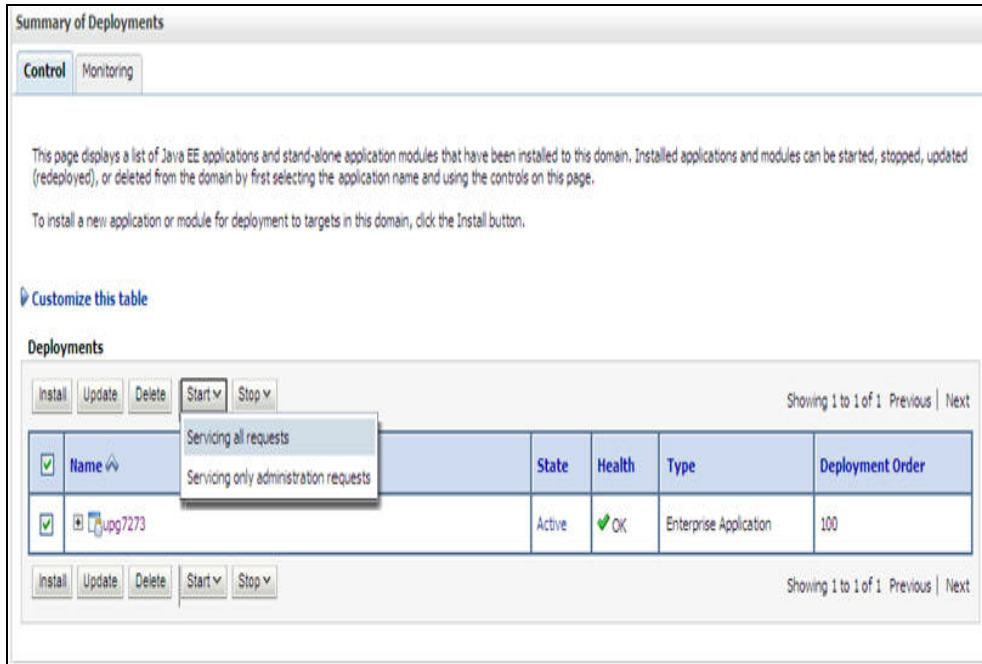 Summary of Deployments
Control Monitoring
This page displays a list of Java EE applications and stand-alone application modules that have been installed to this domain. Installed applications and modules can be started, stopped, updated
(redeployed), or deleted from the domain by first selecting the application name and using the controls on this page.
To install a new application or module for deployment to targets in this domain, click the Install button.
Customize this table
Deployments
Install Update Delete Start Stop Showing 1 to 1 of 1 Previous | Next
Servicing all requests
Servicing only administration requests
Name State Health Type Deployment Order
upg7273 Active OK Enterprise Application 100
Install Update Delete Start Stop Showing 1 to 1 of 1 Previous | Next